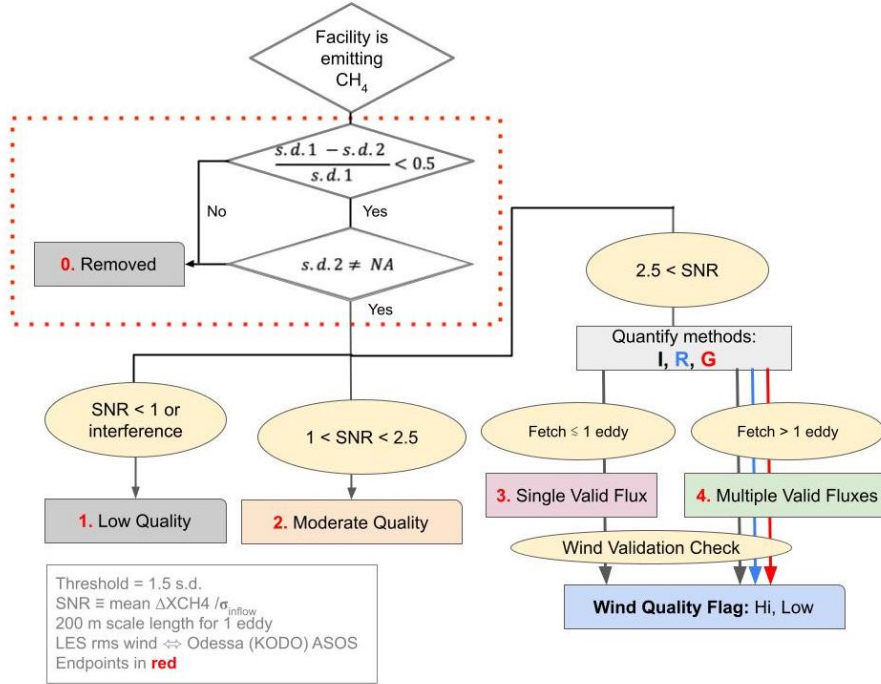 Facility is
emitting
CH₄
s.d.1 − s.d.2
s.d.1
< 0.5
No
Yes
0. Removed
s.d.2 ≠ NA
Yes
2.5 < SNR
Quantify methods:
I, R, G
SNR < 1 or
interference
1 < SNR < 2.5
Fetch ≤ 1 eddy
Fetch > 1 eddy
1. Low Quality
2. Moderate Quality
3. Single Valid Flux
4. Multiple Valid Fluxes
Wind Validation Check
Wind Quality Flag: Hi, Low
Threshold = 1.5 s.d.
SNR ≡ mean ΔXCH4 /σinflow
200 m scale length for 1 eddy
LES rms wind ⇔ Odessa (KODO) ASOS
Endpoints in red